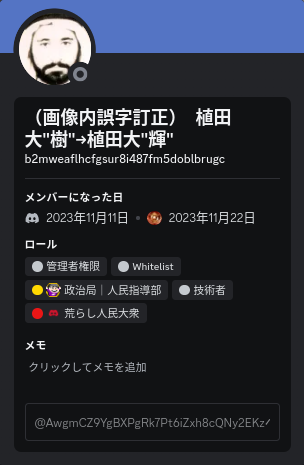 （画像内誤字訂正） 植田
大"樹"→植田大"輝"
b2mweaflhcfgsur8i487fm5doblbrugc
メンバーになった日
2023年11月11日 • 2023年11月22日
ロール
管理者権限 Whitelist
政治局｜人民指導部 技術者
荒らし人民大衆
メモ
クリックしてメモを追加
@AwgmCZ9YgBXPgRk7Pt6iZxh8cQNy2EKz